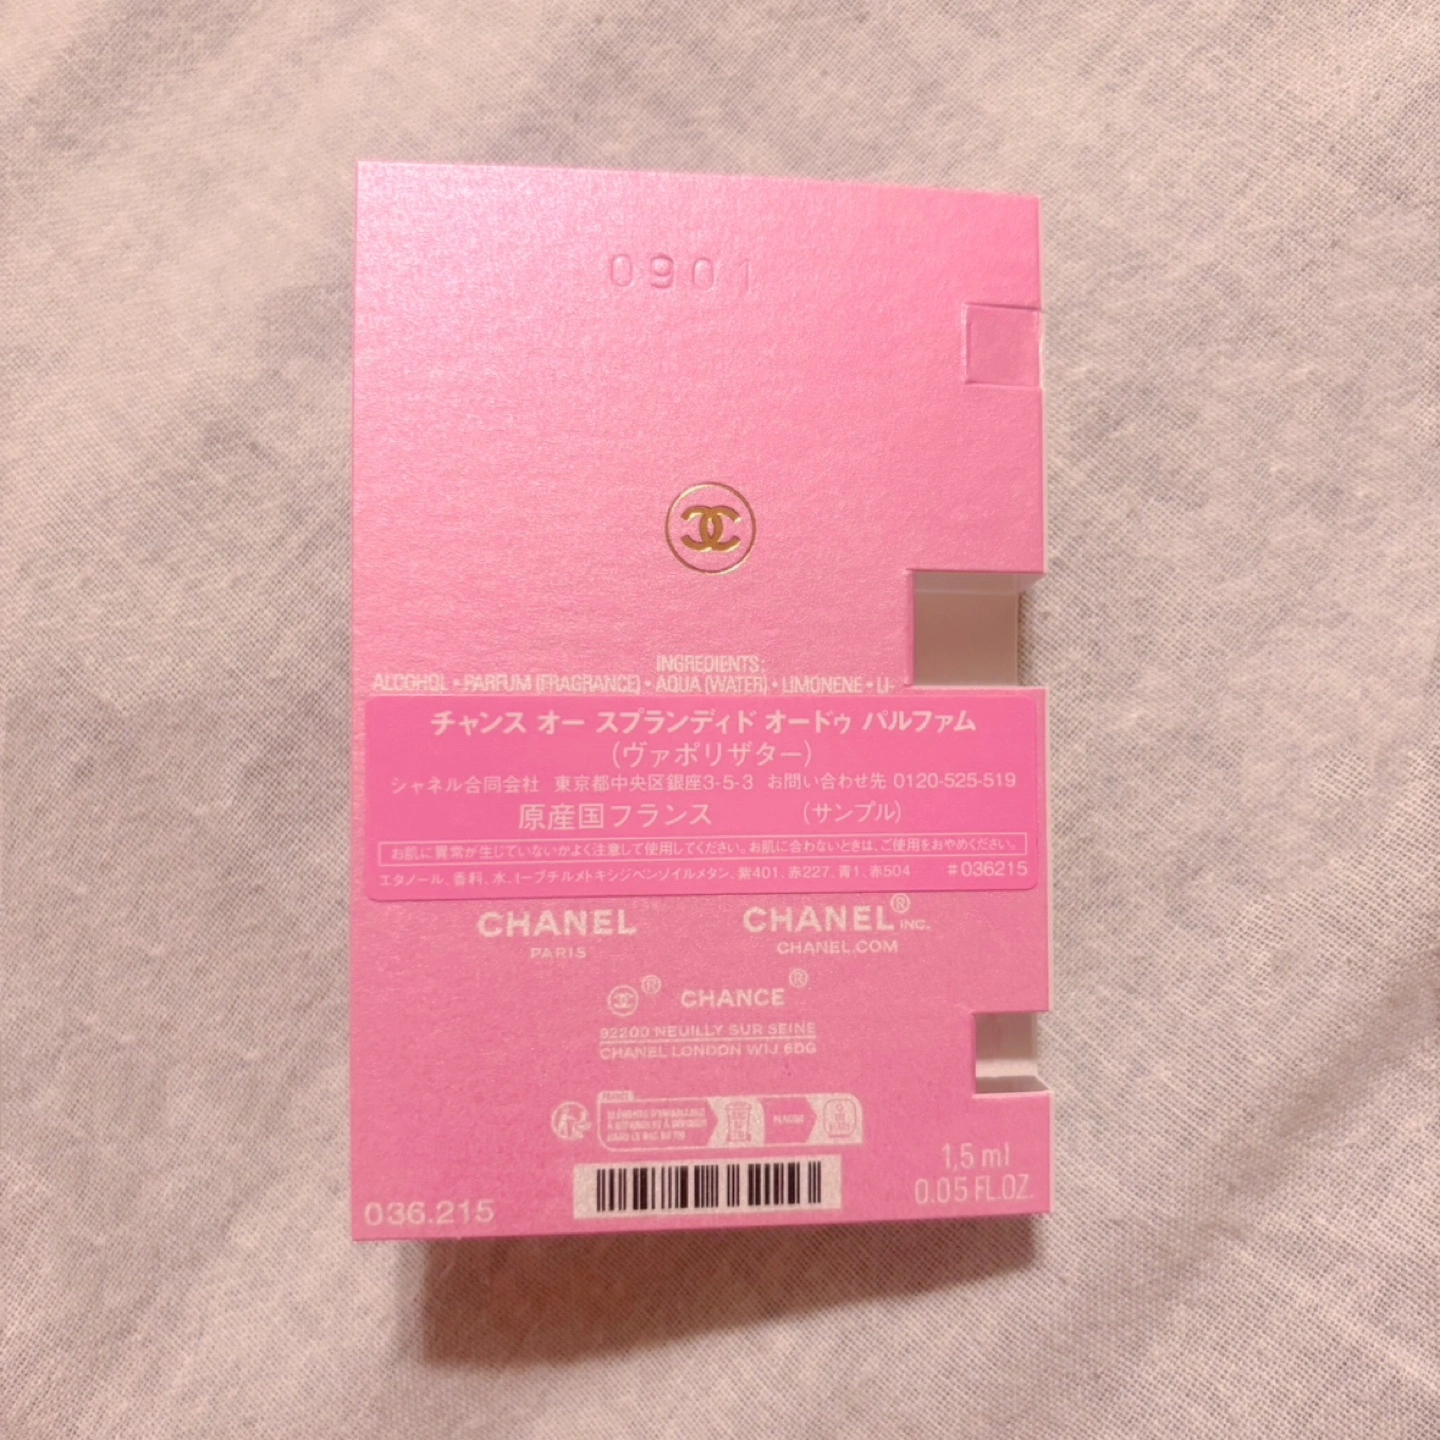 0901
INGREDIENTS:
ALCOHOL • PARFUM (FRAGRANCE) • AQUA (WATER) • LIMONENE • LI-
チャンス オー スプランディド オードゥ パルファム
(ヴァポリザター)
シャネル合同会社 東京都中央区銀座3-5-3 お問い合わせ先 0120-525-519
原産国フランス (サンプル)
お肌に異常が生じていないかよく注意して使用してください。お肌に合わないときは、ご使用をおやめください。
エタノール、香料、水、t-ブチルメトキシジベンゾイルメタン、紫401、赤227、青1、赤504 #036215
CHANEL CHANEL® INC.
PARIS CHANEL.COM
® CHANCE®
92200 NEUILLY SUR SEINE
CHANEL LONDON W1J 6DG
FRANCE
1,5 ml
036.215 0.05 FL.OZ.